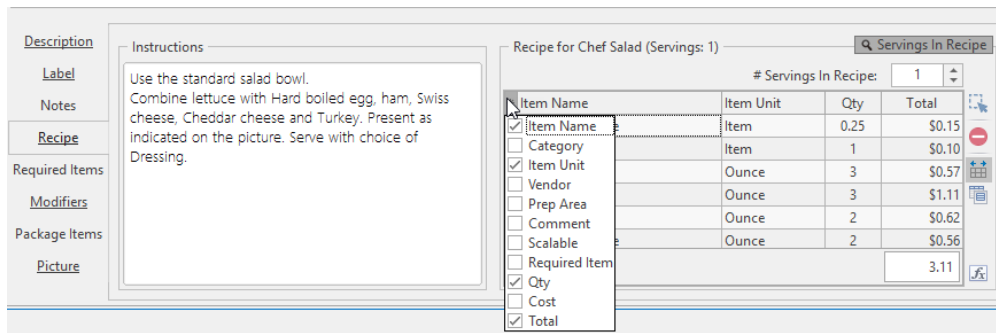 Description
Label
Notes
Recipe
Required Items
Modifiers
Package Items
Picture
Instructions
Use the standard salad bowl.
Combine lettuce with Hard boiled egg, ham, Swiss
cheese, Cheddar cheese and Turkey. Present as
indicated on the picture. Serve with choice of
Dressing.
Recipe for Chef Salad (Servings: 1)
Servings In Recipe
# Servings In Recipe: 1
Item Name Item Unit Qty Total
Item 0.25 $0.15
Item 1 $0.10
Ounce 3 $0.57
Ounce 3 $1.11
Ounce 2 $0.62
Ounce 2 $0.56
3.11
fx
Item Name
Category
Item Unit
Vendor
Prep Area
Comment
Scalable
Required Item
Qty
Cost
Total